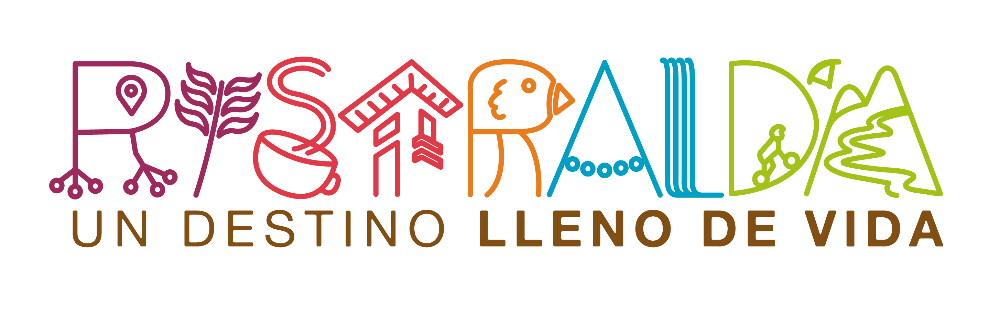 RISARALDA
UN DESTINO LLENO DE VIDA